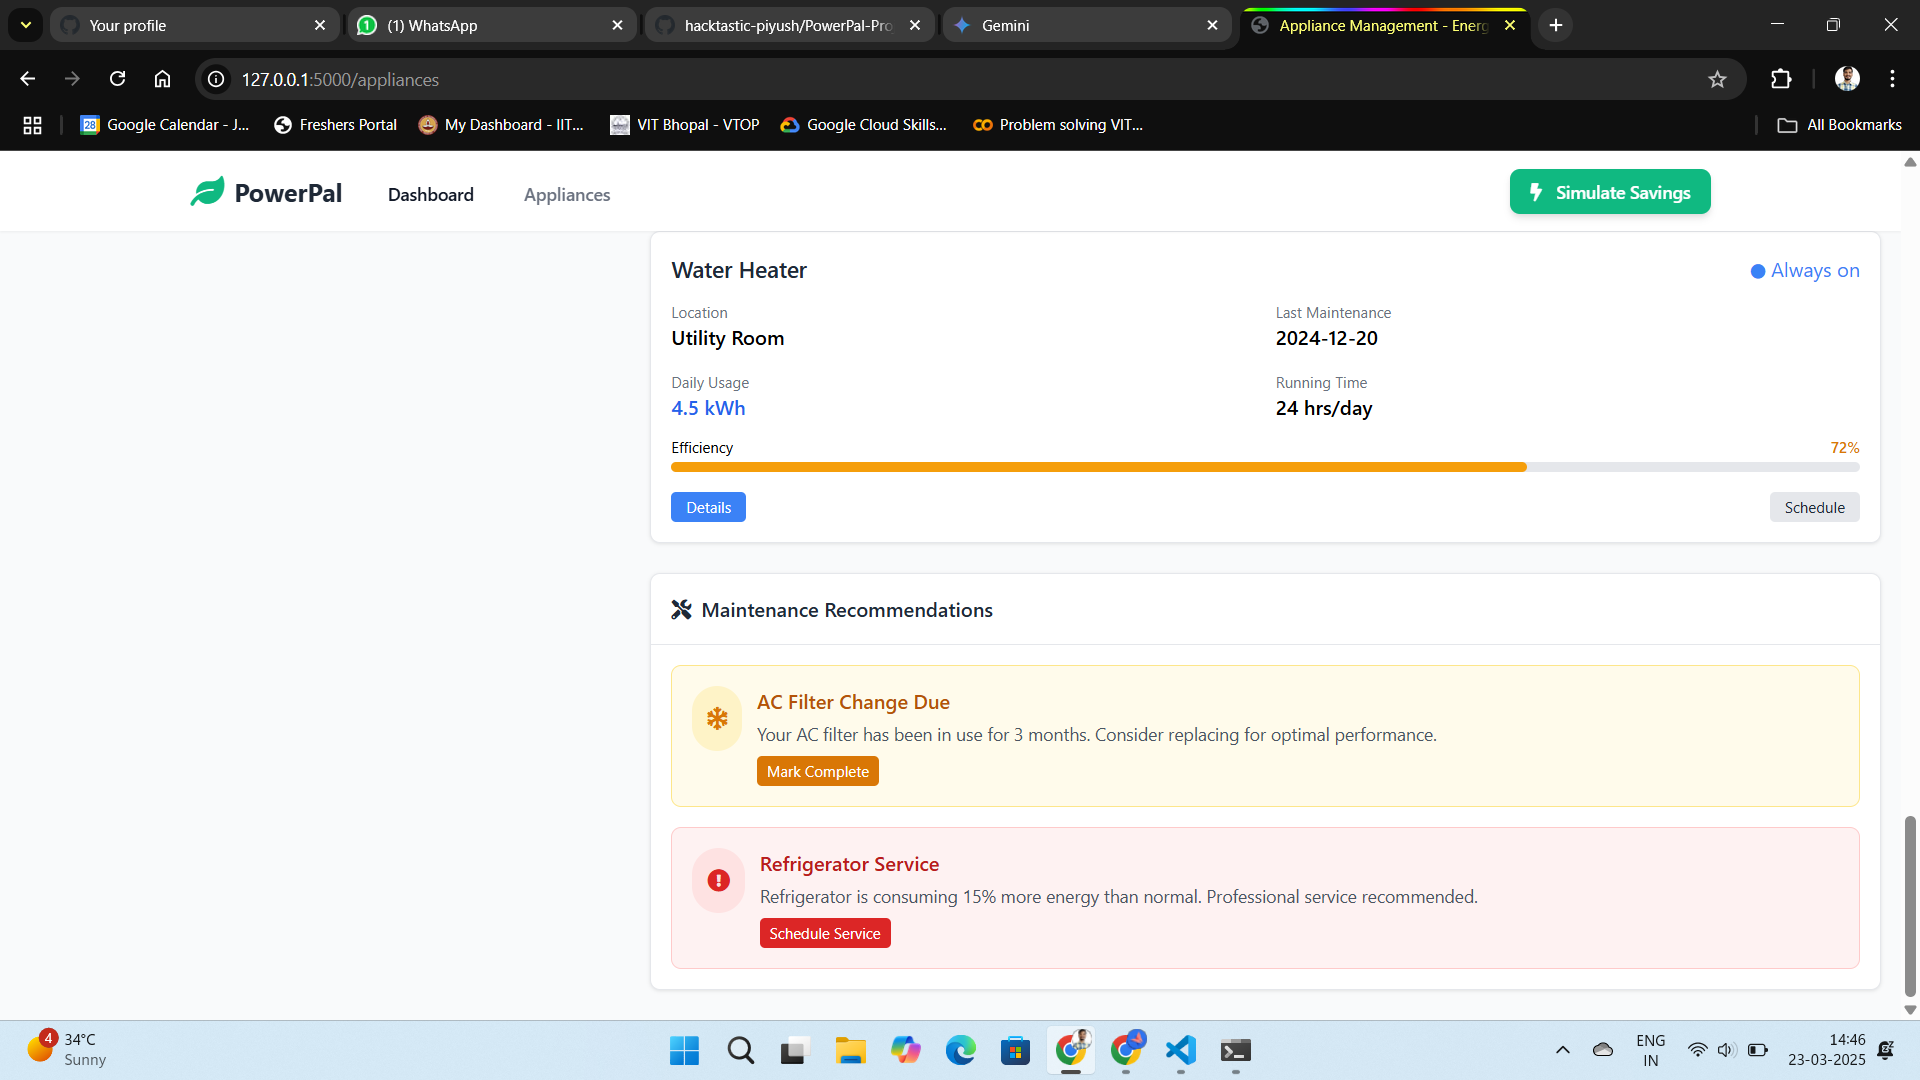 Your profile
(1) WhatsApp
hacktastic-piyush/PowerPal-Pro
Gemini
Appliance Management - Energ
127.0.0.1:5000/appliances
Google Calendar - J...
Freshers Portal
My Dashboard - IIT...
VIT Bhopal - VTOP
Google Cloud Skills...
Problem solving VIT...
All Bookmarks
PowerPal
Dashboard
Appliances
Simulate Savings
Water Heater
Always on
Location
Last Maintenance
Utility Room
2024-12-20
Daily Usage
Running Time
4.5 kWh
24 hrs/day
Efficiency
72%
Details
Schedule
Maintenance Recommendations
AC Filter Change Due
Your AC filter has been in use for 3 months. Consider replacing for optimal performance.
Mark Complete
Refrigerator Service
Refrigerator is consuming 15% more energy than normal. Professional service recommended.
Schedule Service
4
34°C
Sunny
ENG
IN
14:46
23-03-2025